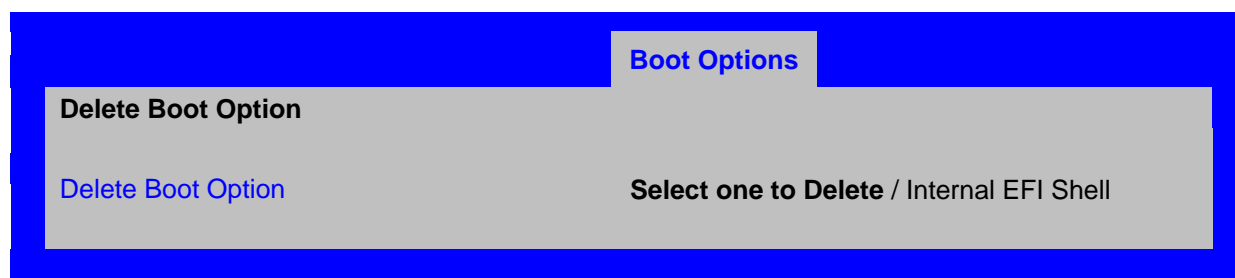 Boot Options
Delete Boot Option
Delete Boot Option Select one to Delete / Internal EFI Shell